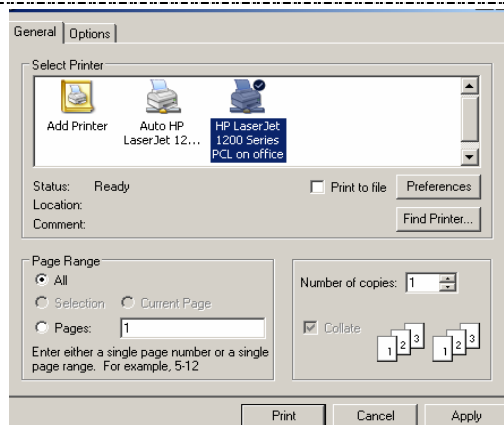 General Options
Select Printer
Add Printer
Auto HP
LaserJet 12...
HP LaserJet
1200 Series
PCL on office
Status: Ready
Print to file
Preferences
Location:
Comment:
Find Printer...
Page Range
All
Selection Current Page
Pages: 1
Enter either a single page number or a single
page range. For example, 5-12
Number of copies: 1
Collate
1 2 3 1 2 3
Print Cancel Apply